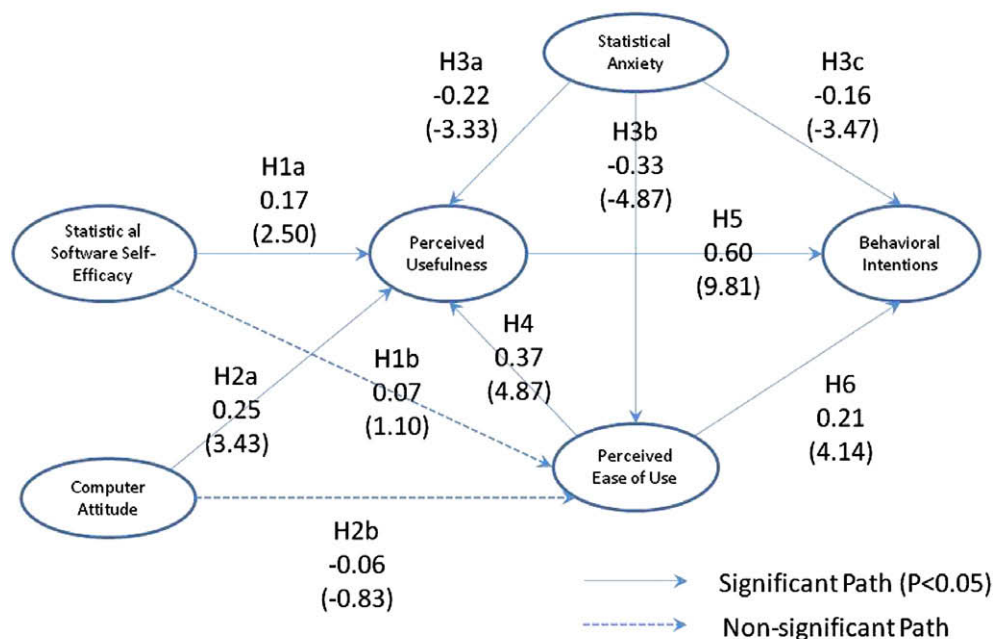 Statistical
Anxiety
H3a
-0.22
(-3.33)
H3b
-0.33
(-4.87)
H3c
-0.16
(-3.47)
H1a
0.17
(2.50)
Statistic al
Software Self-
Efficacy
Perceived
Usefulness
H5
0.60
(9.81)
Behavioral
Intentions
H2a
0.25
(3.43)
H1b
0.07
(1.10)
H4
0.37
(4.87)
H6
0.21
(4.14)
Computer
Attitude
Perceived
Ease of Use
H2b
-0.06
(-0.83)
Significant Path (P<0.05)
Non-significant Path